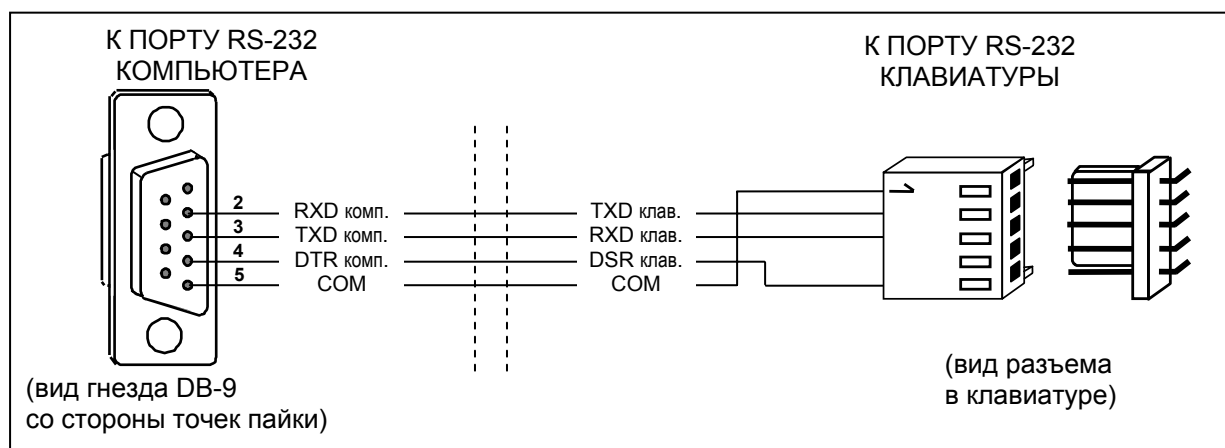 К ПОРТУ RS-232
КОМПЬЮТЕРА
К ПОРТУ RS-232
КЛАВИАТУРЫ
2 RXD комп. TXD клав.
3 TXD комп. RXD клав.
4 DTR комп. DSR клав.
5 COM COM
(вид гнезда DB-9
со стороны точек пайки)
(вид разъема
в клавиатуре)